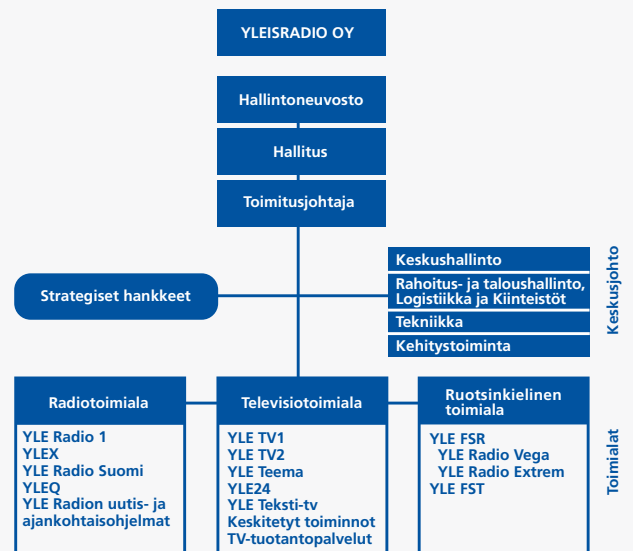 YLEISRADIO OY
Hallintoneuvosto
Hallitus
Toimitusjohtaja
Strategiset hankkeet
Keskushallinto
Rahoitus- ja taloushallinto,
Logistiikka ja Kiinteistöt
Tekniikka
Kehitystoiminta
Keskusjohto
Radiotoimiala
YLE Radio 1
YLEX
YLE Radio Suomi
YLEQ
YLE Radion uutis- ja
ajankohtaisohjelmat
Televisiotoimiala
YLE TV1
YLE TV2
YLE Teema
YLE24
YLE Teksti-tv
Keskitetyt toiminnot
TV-tuotantopalvelut
Ruotsinkielinen
toimiala
YLE FSR
YLE Radio Vega
YLE Radio Extrem
YLE FST
Toimialat